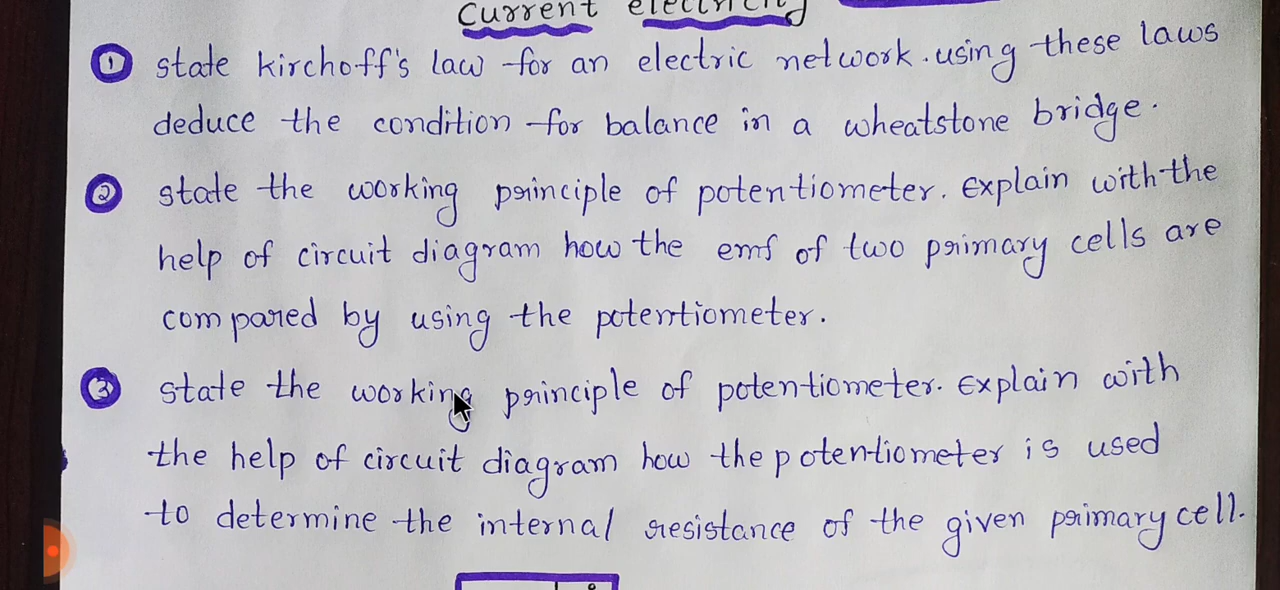 Current electricity
① state kirchoff's law for an electric network. using these laws
deduce the condition for balance in a wheatstone bridge.
② state the working principle of potentiometer. Explain with the
help of circuit diagram how the emf of two primary cells are
compared by using the potentiometer.
③ state the working principle of potentiometer. Explain with
the help of circuit diagram how the potentiometer is used
to determine the internal resistance of the given primary cell.